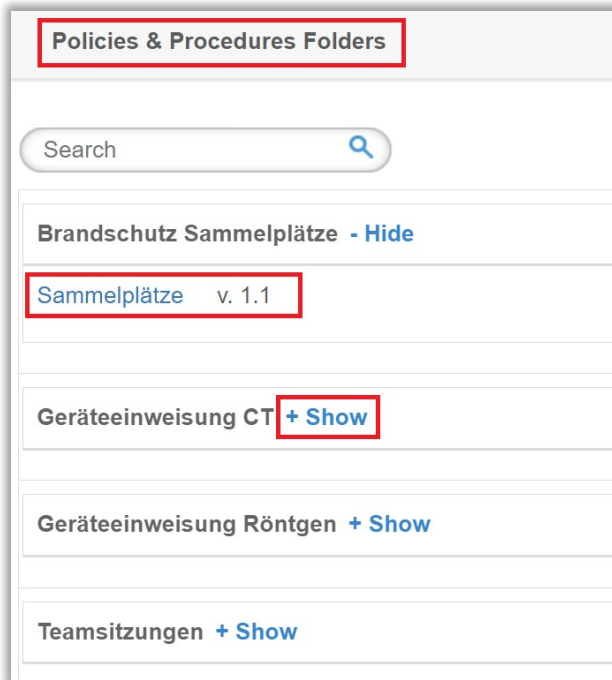 Policies & Procedures Folders
Search
Brandschutz Sammelplätze - Hide
Sammelplätze v. 1.1
Geräteeinweisung CT + Show
Geräteeinweisung Röntgen + Show
Teamsitzungen + Show